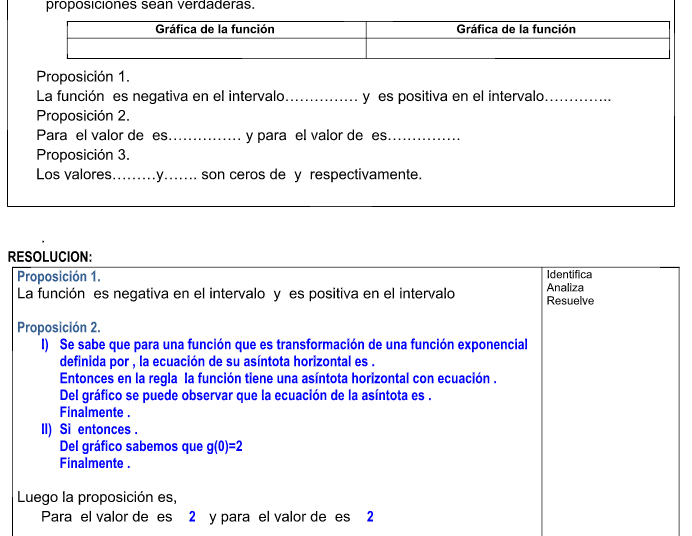 proposiciones sean verdaderas.
Gráfica de la función
Gráfica de la función
Proposición 1.
La función es negativa en el intervalo…………… y es positiva en el intervalo…………..
Proposición 2.
Para el valor de es…………… y para el valor de es……………
Proposición 3.
Los valores………y……. son ceros de y respectivamente.
.
RESOLUCION:
Proposición 1.
La función es negativa en el intervalo y es positiva en el intervalo
Proposición 2.
I) Se sabe que para una función que es transformación de una función exponencial
definida por , la ecuación de su asíntota horizontal es .
Entonces en la regla la función tiene una asíntota horizontal con ecuación .
Del gráfico se puede observar que la ecuación de la asíntota es .
Finalmente .
II) Si entonces .
Del gráfico sabemos que g(0)=2
Finalmente .
Luego la proposición es,
Para el valor de es 2 y para el valor de es 2
Identifica
Analiza
Resuelve